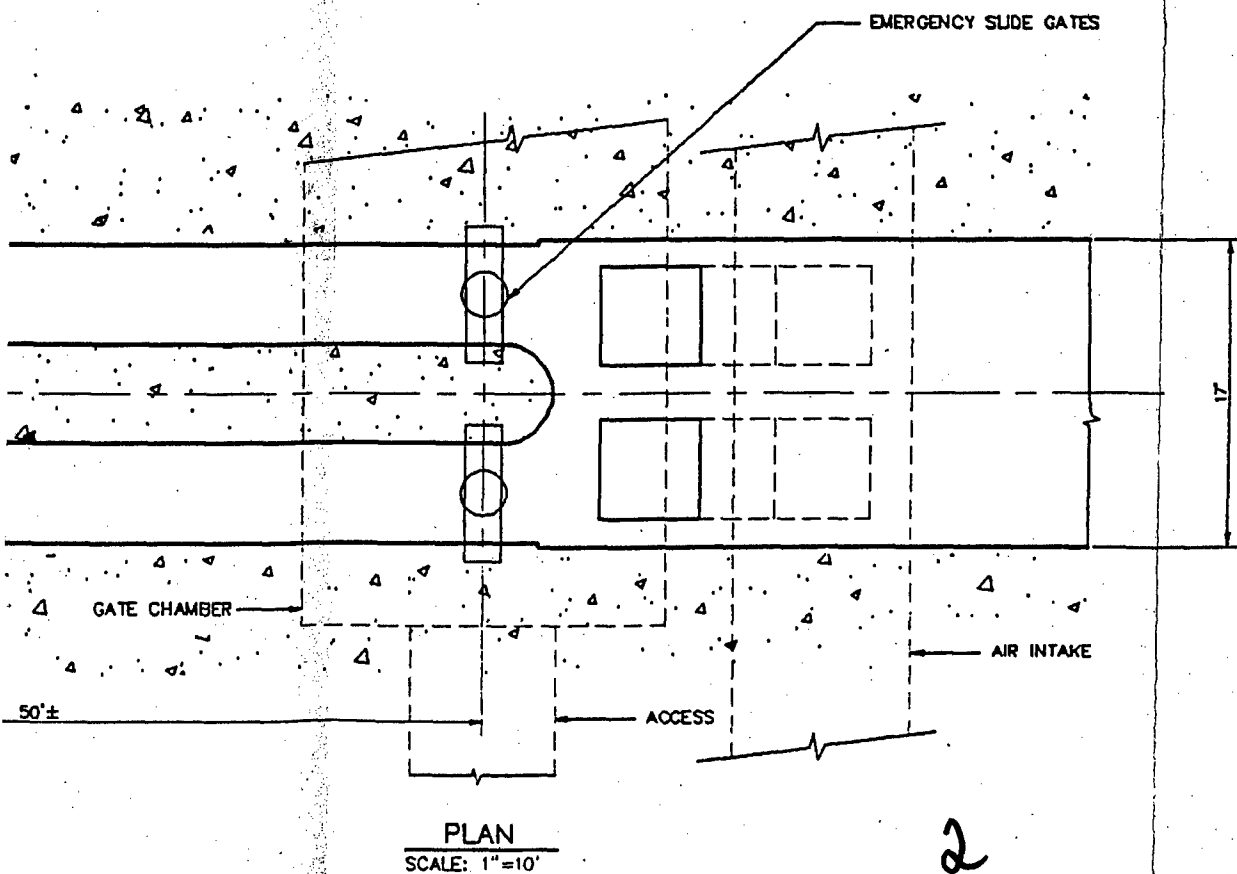 EMERGENCY SLIDE GATES
17'
GATE CHAMBER
AIR INTAKE
50'±
ACCESS
PLAN
SCALE: 1"=10'
2